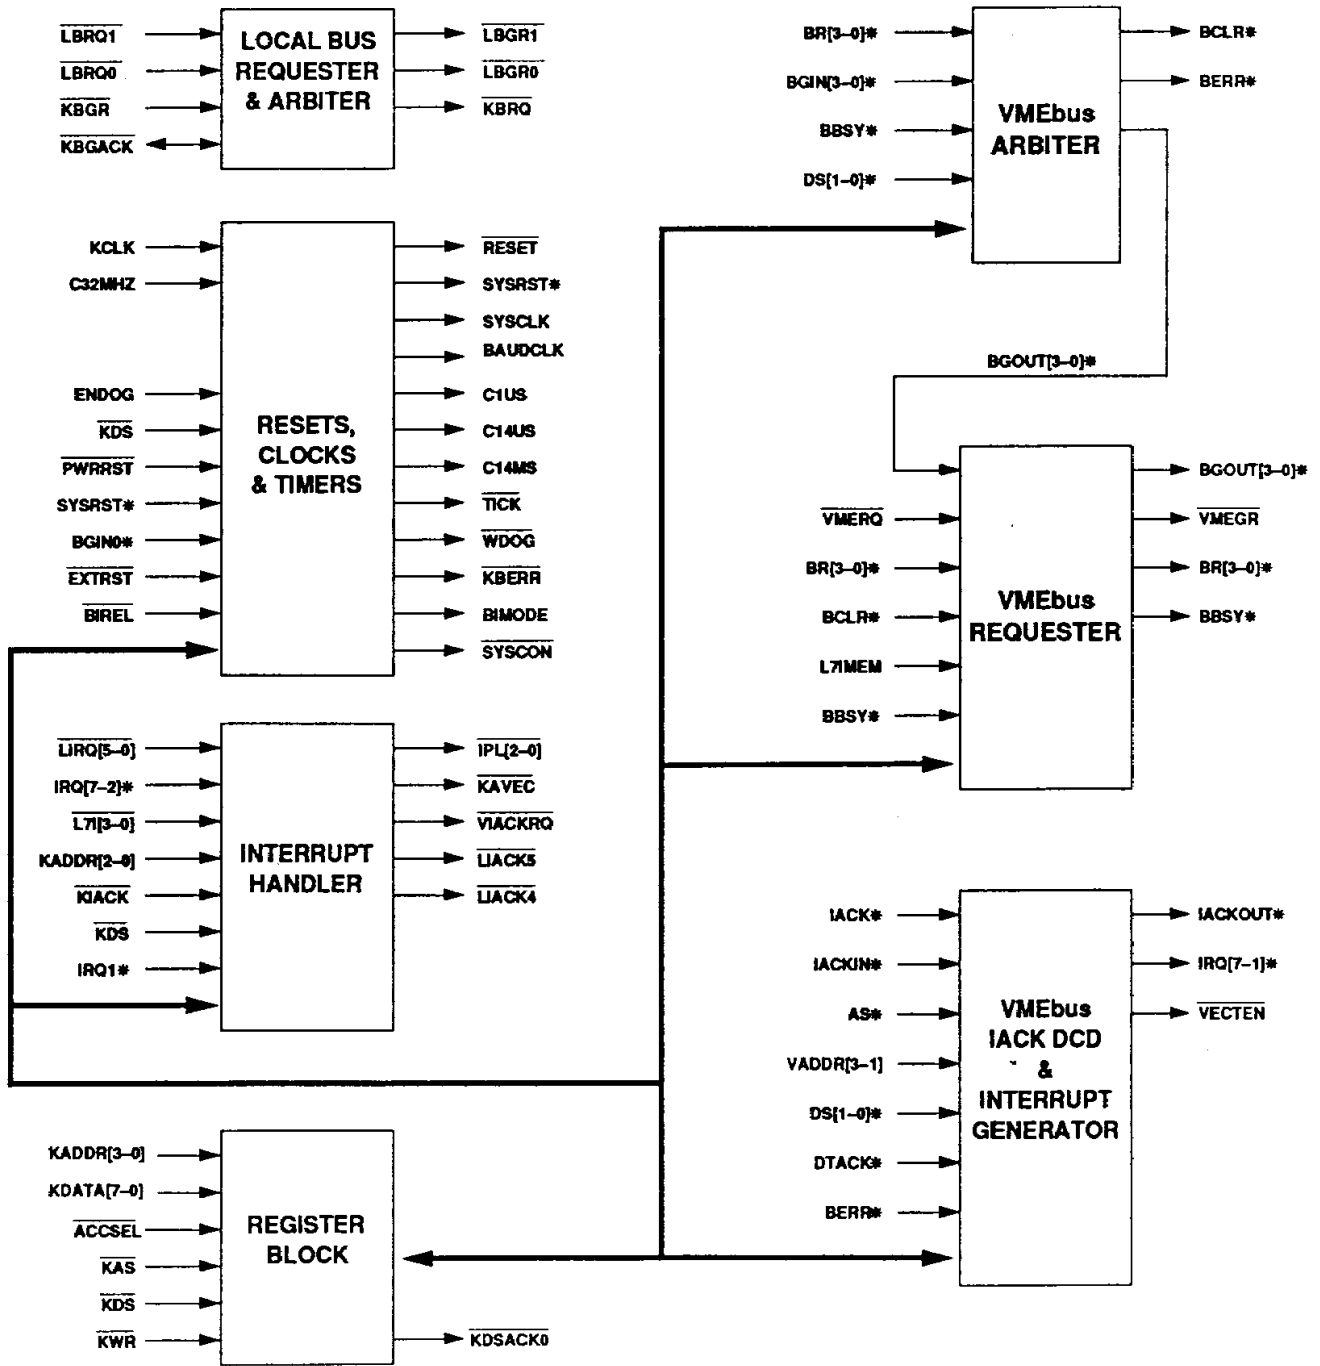 LBRQ1
LBRQ0
KBGR
KBGACK
LOCAL BUS
REQUESTER
& ARBITER
LBGR1
LBGR0
KBRQ
KCLK
C32MHZ
ENDOG
KDS
PWRRST
SYSRST*
BGIN0*
EXTRST
BIREL
RESETS,
CLOCKS
& TIMERS
RESET
SYSRST*
SYSCLK
BAUDCLK
C1US
C14US
C14MS
TICK
WDOG
KBERR
BIMODE
SYSCON
LIRQ[5-0]
IRQ[7-2]*
L7I[3-0]
KADDR[2-0]
KIACK
KDS
IRQ1*
INTERRUPT
HANDLER
IPL[2-0]
KAVEC
VIACKRQ
LIACK5
LIACK4
KADDR[3-0]
KDATA[7-0]
ACCSEL
KAS
KDS
KWR
REGISTER
BLOCK
KDSACK0
BR[3-0]*
BGIN[3-0]*
BBSY*
DS[1-0]*
VMEbus
ARBITER
BCLR*
BERR*
BGOUT[3-0]*
VMERQ
BR[3-0]*
BCLR*
L7IMEM
BBSY*
VMEbus
REQUESTER
BGOUT[3-0]*
VMEGR
BR[3-0]*
BBSY*
IACK*
IACKIN*
AS*
VADDR[3-1]
DS[1-0]*
DTACK*
BERR*
VMEbus
IACK DCD
&
INTERRUPT
GENERATOR
IACKOUT*
IRQ[7-1]*
VECTEN